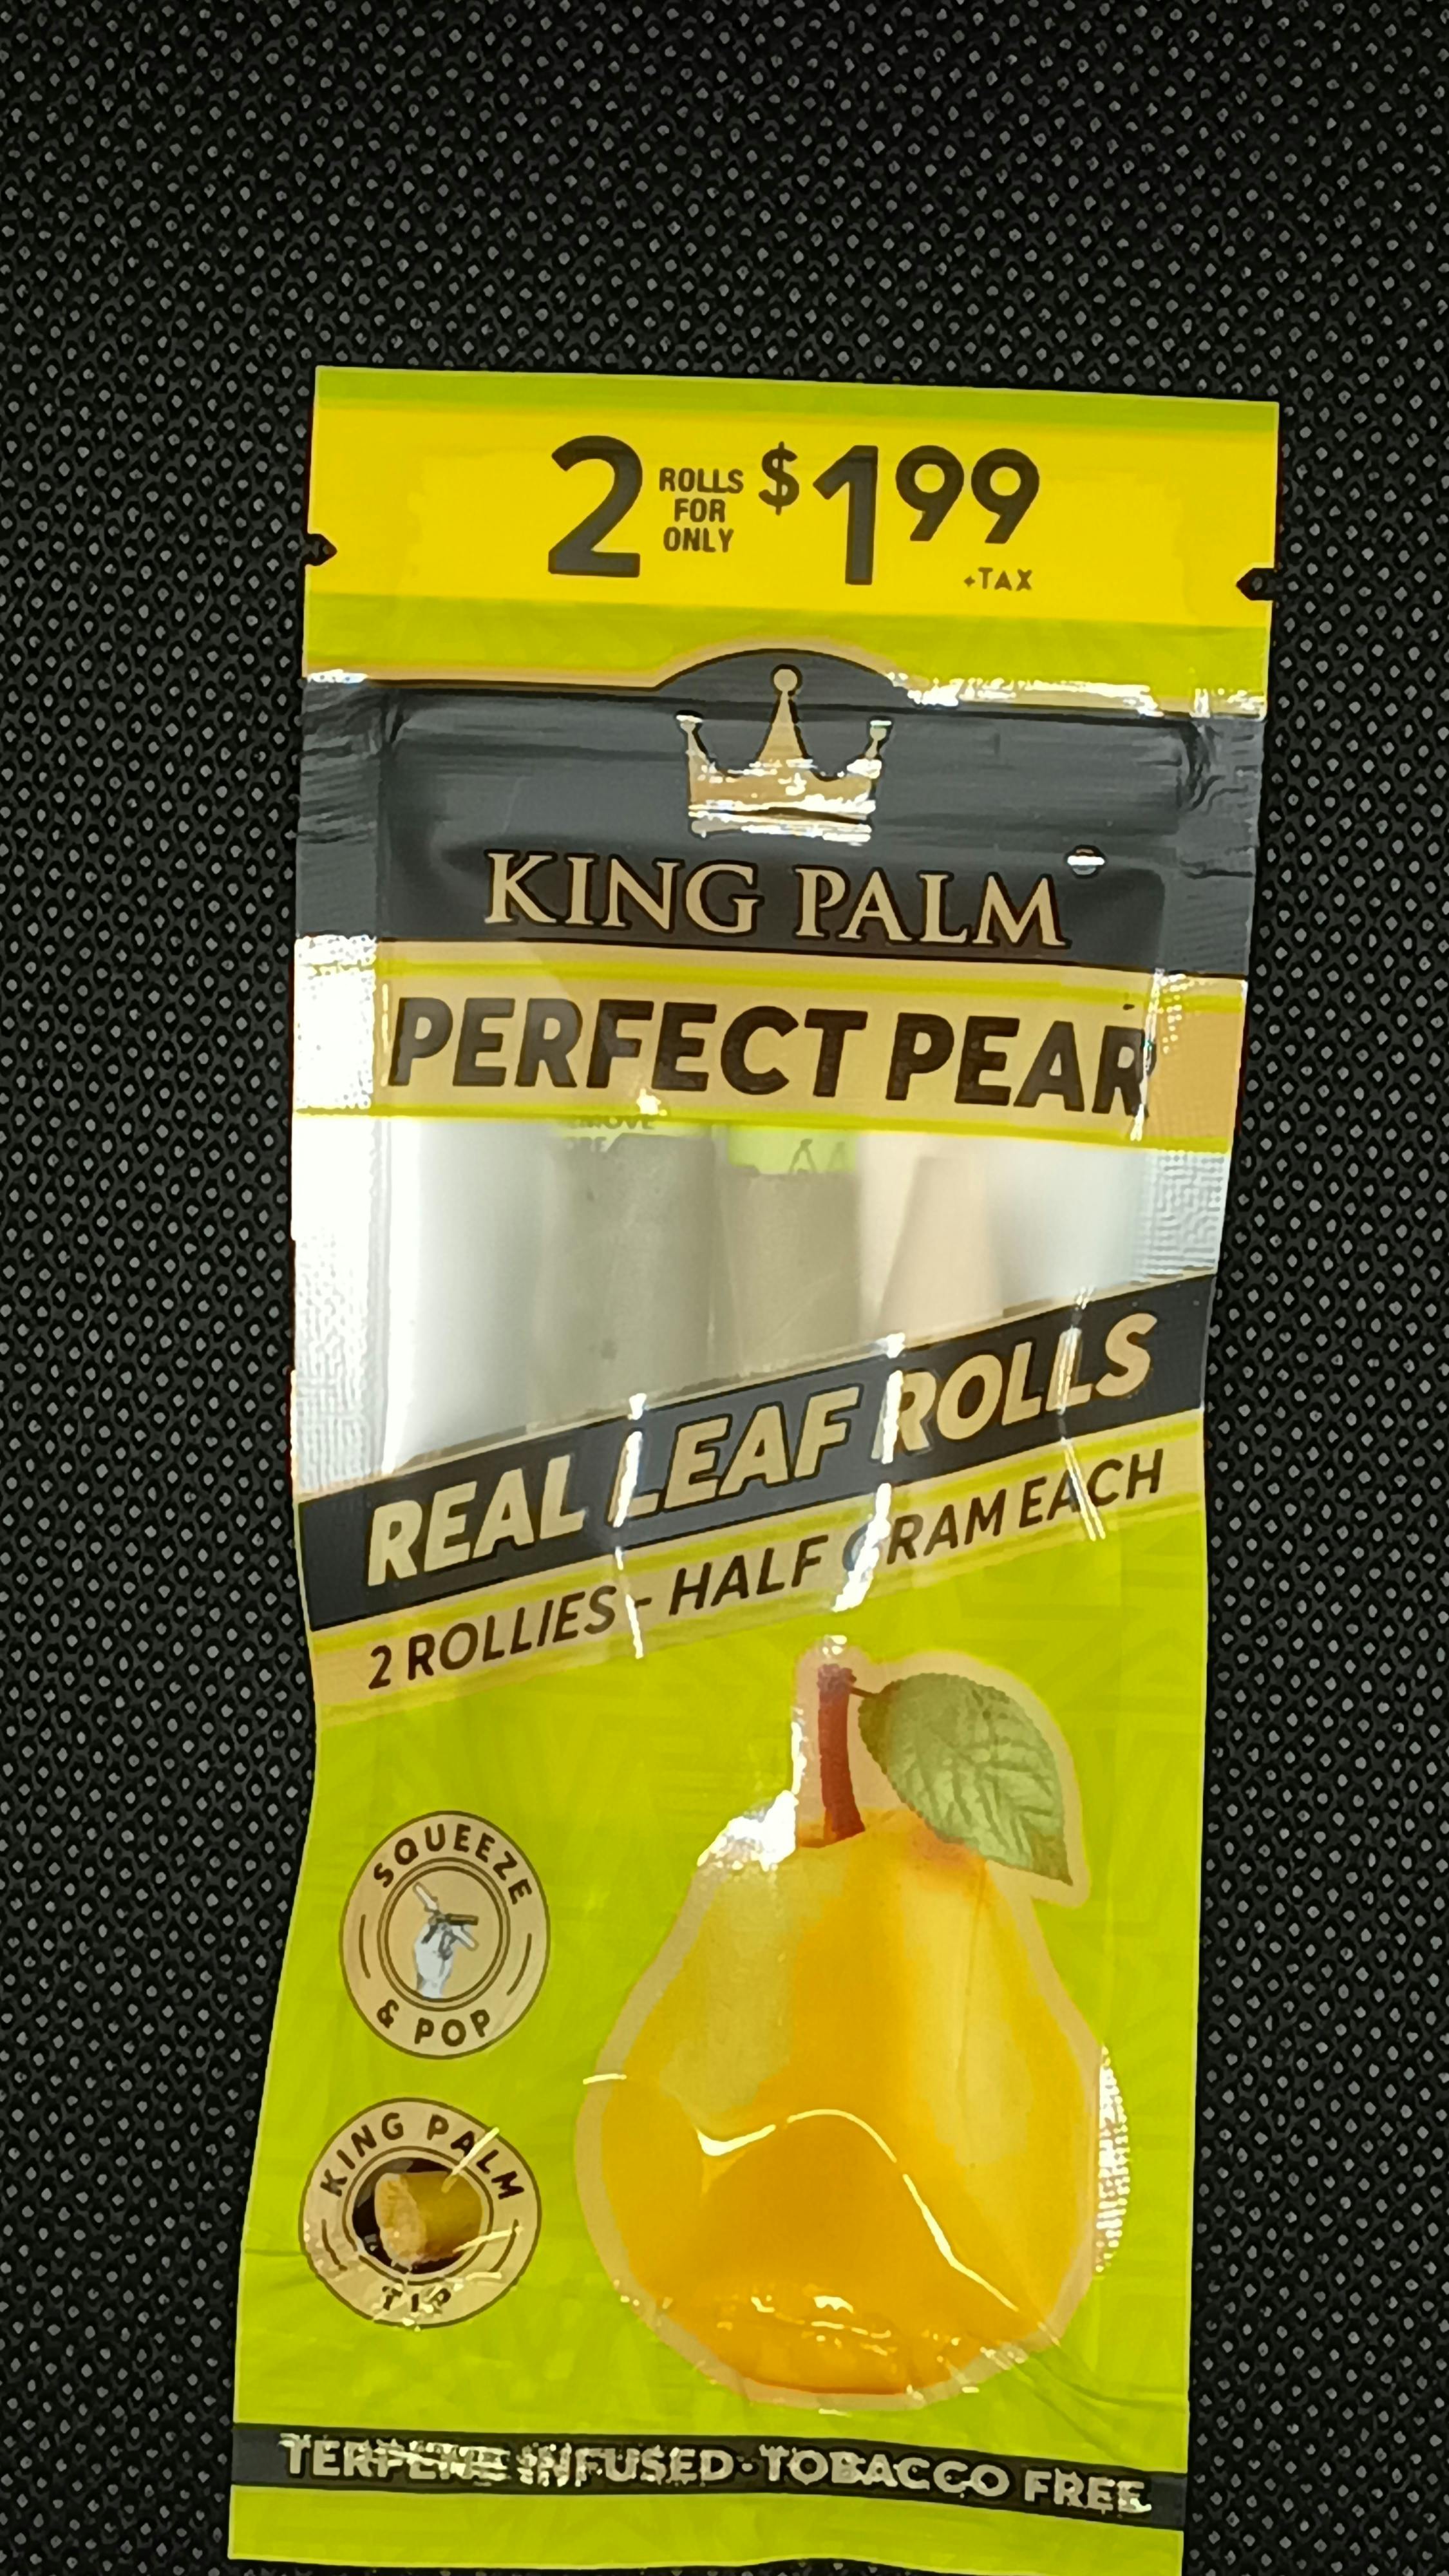 2 ROLLS FOR ONLY $1.99
+TAX
KING PALM
PERFECT PEAR
REAL LEAF ROLLS
2 ROLLIES - HALF GRAM EACH
SQUEEZE
& POP
KING PALM
TIP
TERPENE INFUSED · TOBACCO FREE